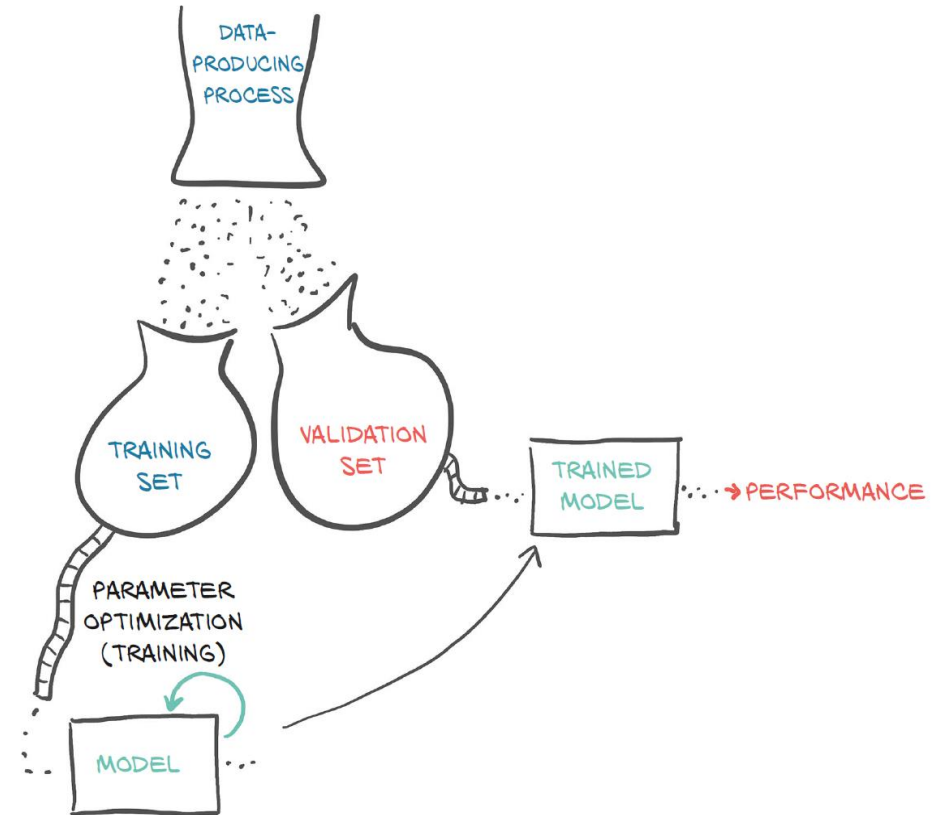 DATA-
PRODUCING
PROCESS
TRAINING
SET
VALIDATION
SET
TRAINED
MODEL
PERFORMANCE
PARAMETER
OPTIMIZATION
(TRAINING)
MODEL